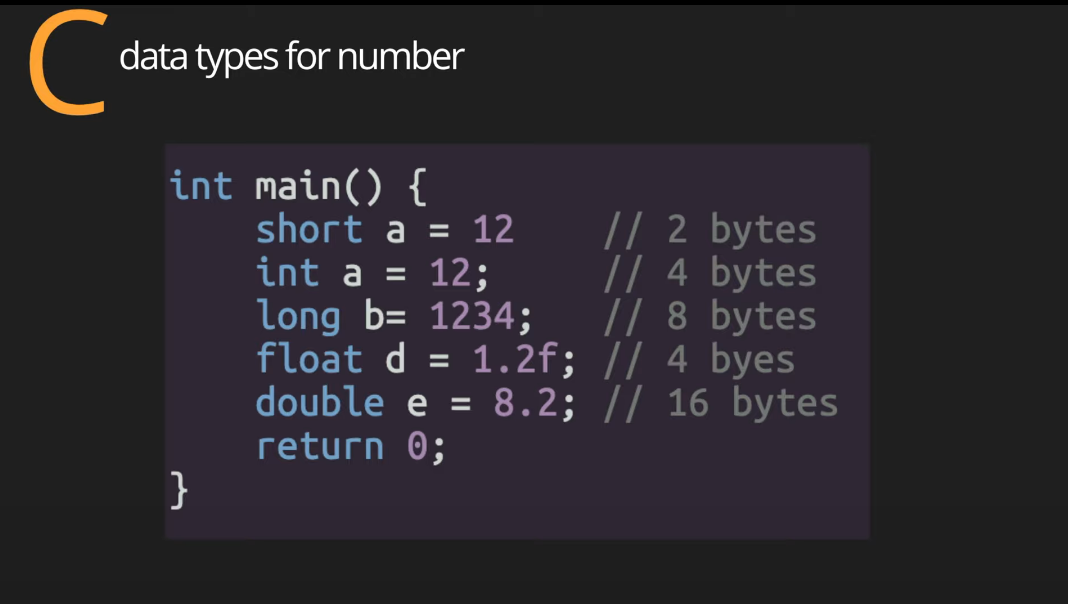 C data types for number
int main() {
    short a = 12    // 2 bytes
    int a = 12;     // 4 bytes
    long b= 1234;   // 8 bytes
    float d = 1.2f; // 4 byes
    double e = 8.2; // 16 bytes
    return 0;
}